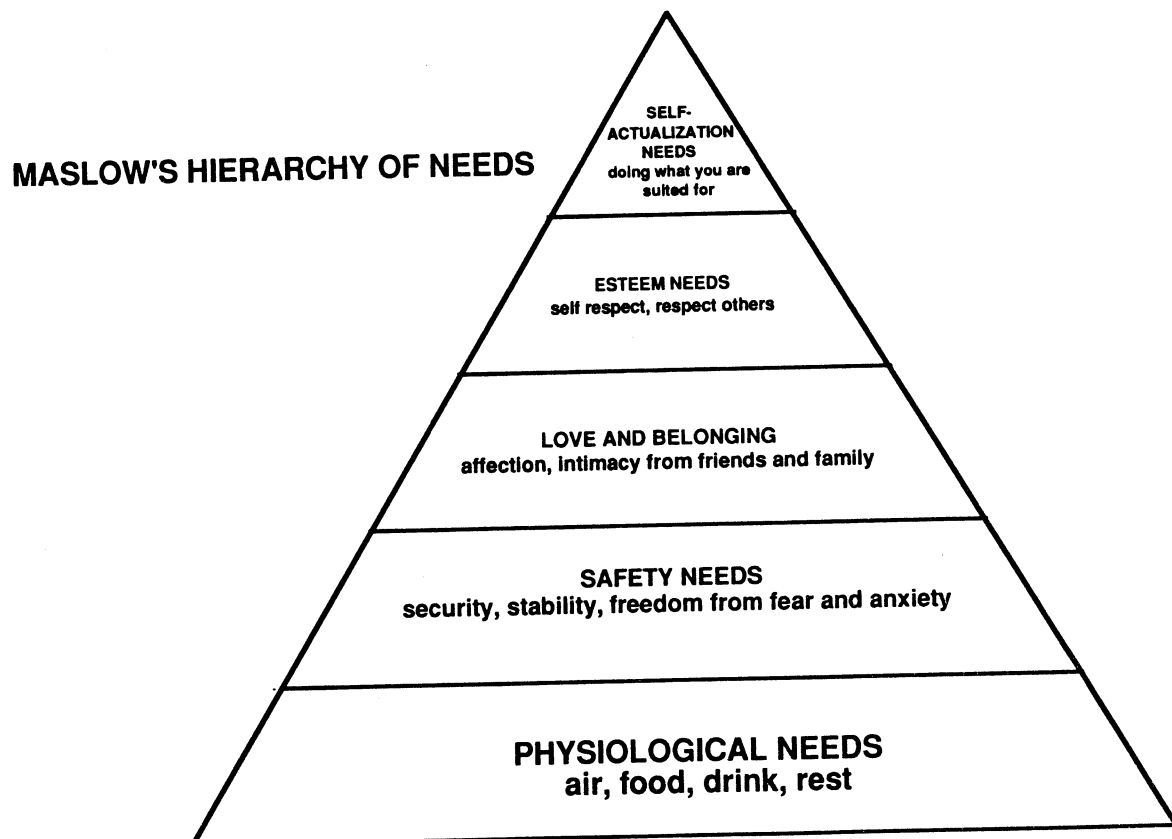 MASLOW'S HIERARCHY OF NEEDS
SELF-
ACTUALIZATION
NEEDS
doing what you are
suited for
ESTEEM NEEDS
self respect, respect others
LOVE AND BELONGING
affection, intimacy from friends and family
SAFETY NEEDS
security, stability, freedom from fear and anxiety
PHYSIOLOGICAL NEEDS
air, food, drink, rest